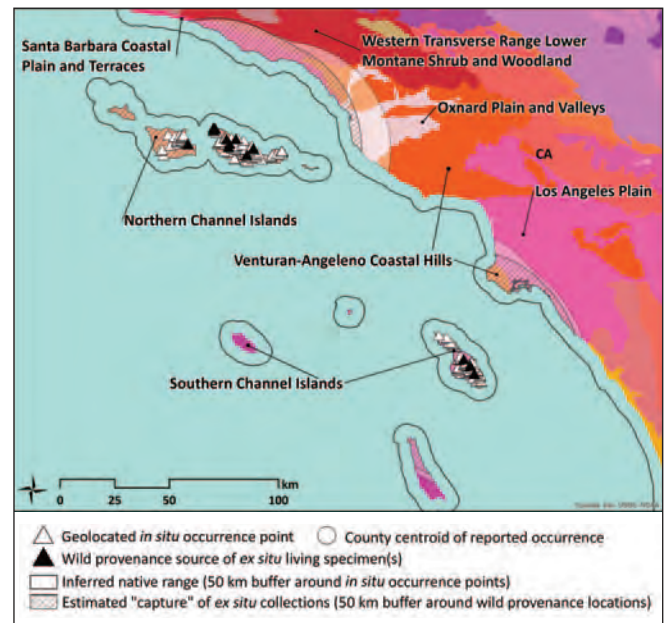 Santa Barbara Coastal
Plain and Terraces
Western Transverse Range Lower
Montane Shrub and Woodland
Oxnard Plain and Valleys
CA
Los Angeles Plain
Northern Channel Islands
Venturan-Angeleno Coastal Hills
Southern Channel Islands
km
0 25 50 100
Geolocated in situ occurrence point
County centroid of reported occurrence
Wild provenance source of ex situ living specimen(s)
Inferred native range (50 km buffer around in situ occurrence points)
Estimated "capture" of ex situ collections (50 km buffer around wild provenance locations)